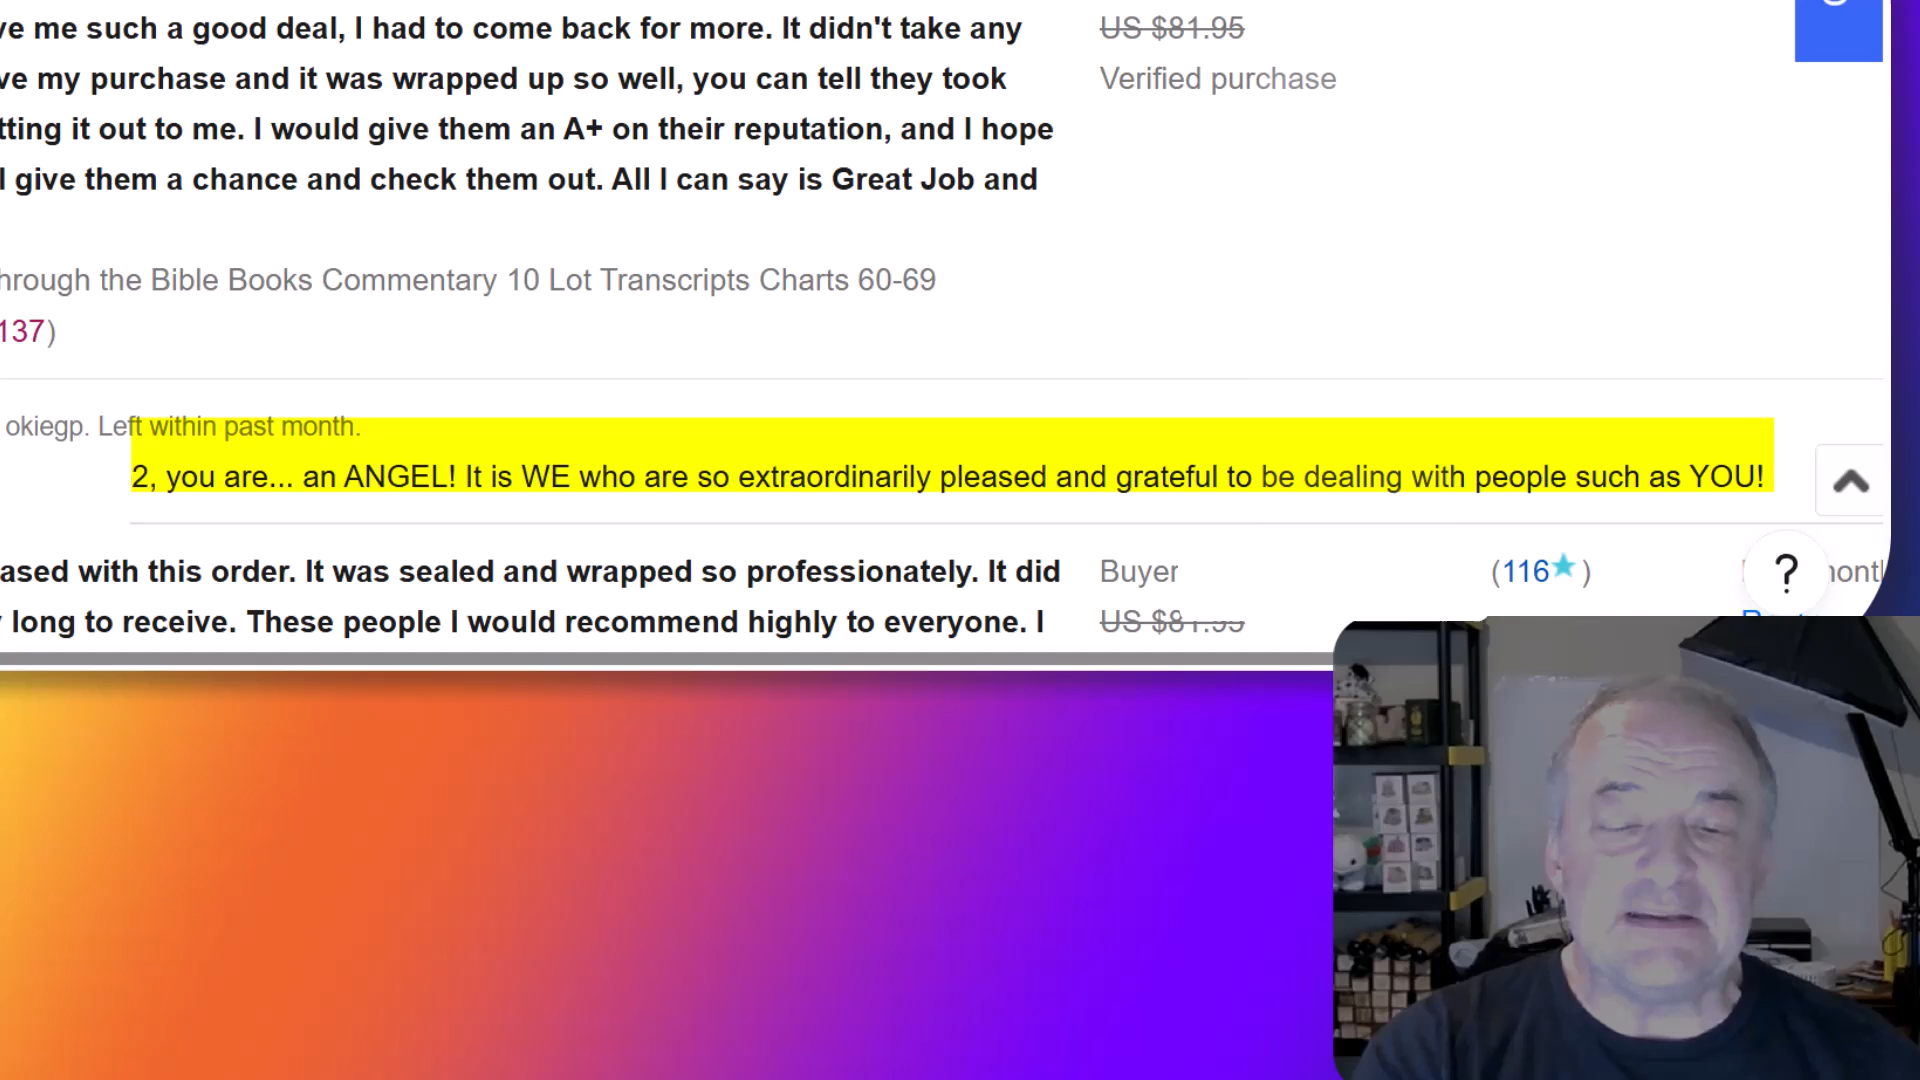 ve me such a good deal, I had to come back for more. It didn't take any
US $81.95
ve my purchase and it was wrapped up so well, you can tell they took
Verified purchase
tting it out to me. I would give them an A+ on their reputation, and I hope
l give them a chance and check them out. All I can say is Great Job and
hrough the Bible Books Commentary 10 Lot Transcripts Charts 60-69
137)
okiegp. Left within past month.
2, you are... an ANGEL! It is WE who are so extraordinarily pleased and grateful to be dealing with people such as YOU!
ased with this order. It was sealed and wrapped so professionately. It did
Buyer
(116★)
?
long to receive. These people I would recommend highly to everyone. I
US $81.95